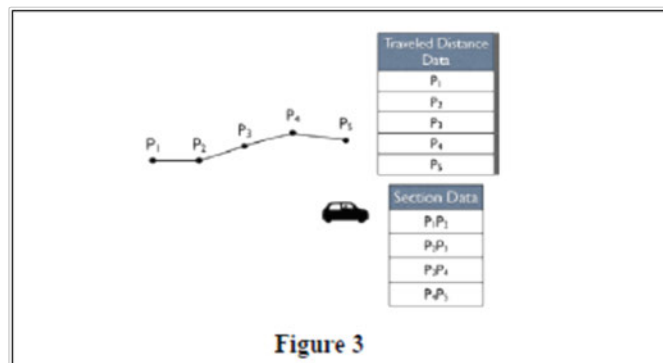 Traveled Distance
Data
P₁
P₂
P₃
P₄
P₅
P₁
P₂
P₃
P₄
P₅
Section Data
P₁P₂
P₂P₃
P₃P₄
P₄P₅
Figure 3